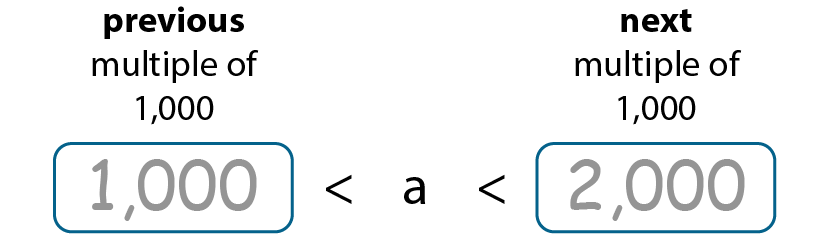 previous
multiple of
1,000
next
multiple of
1,000
1,000 < a < 2,000